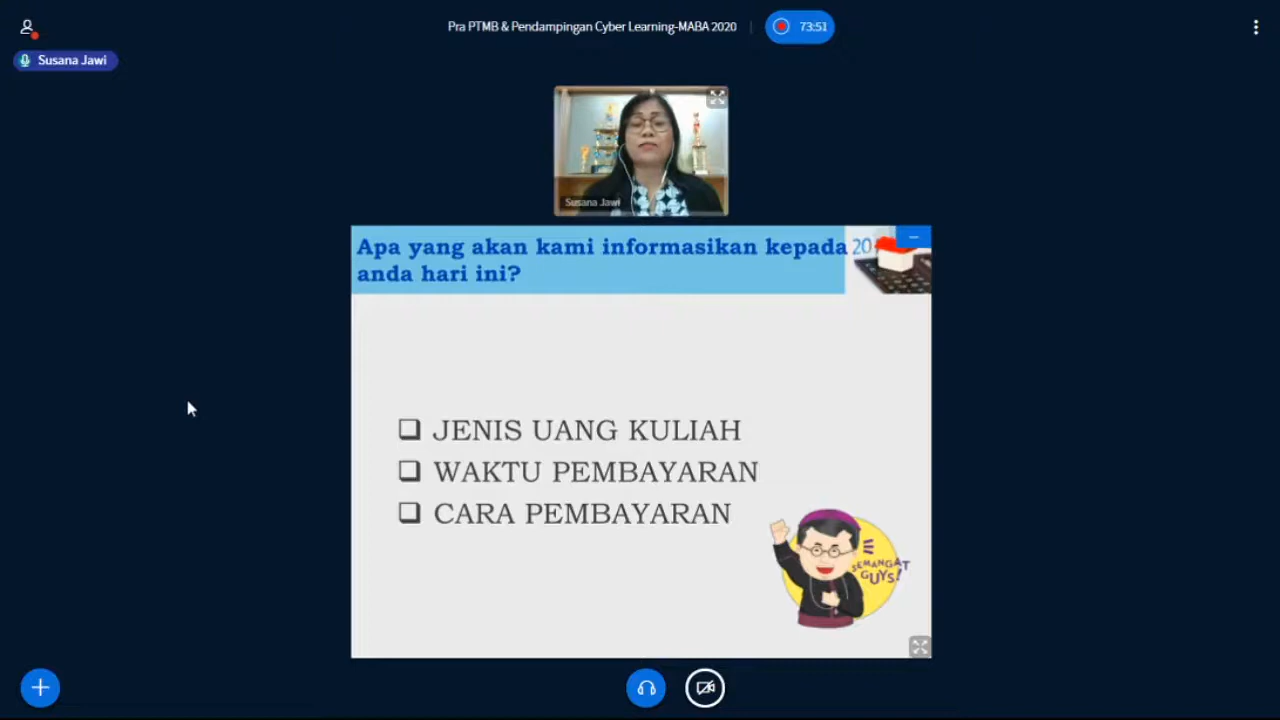 Pra PTMB & Pendampingan Cyber Learning-MABA 2020
73:51
Susana Jawi
Susana Jawi
Apa yang akan kami informasikan kepada
anda hari ini?
20
JENIS UANG KULIAH
WAKTU PEMBAYARAN
CARA PEMBAYARAN
SEMANGAT
GUYS!